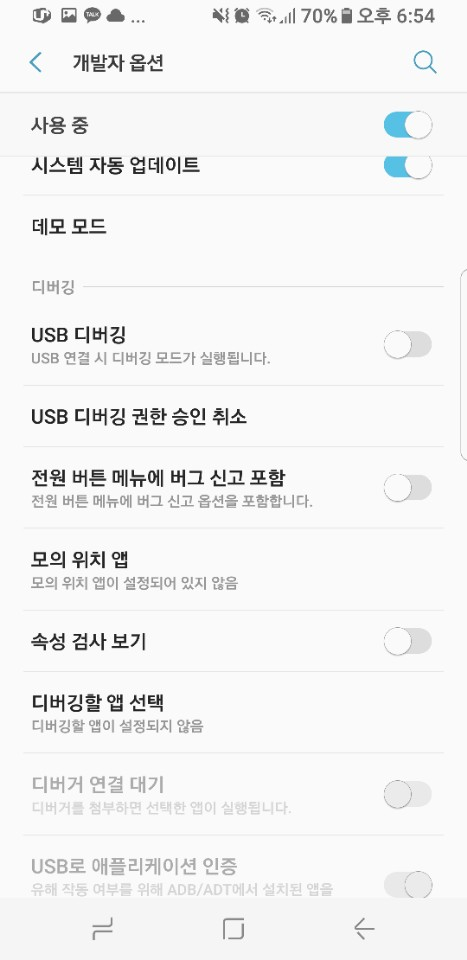 TALK ... 70% 오후 6:54
개발자 옵션
사용 중
시스템 자동 업데이트
데모 모드
디버깅
USB 디버깅
USB 연결 시 디버깅 모드가 실행됩니다.
USB 디버깅 권한 승인 취소
전원 버튼 메뉴에 버그 신고 포함
전원 버튼 메뉴에 버그 신고 옵션을 포함합니다.
모의 위치 앱
모의 위치 앱이 설정되어 있지 않음
속성 검사 보기
디버깅할 앱 선택
디버깅할 앱이 설정되지 않음
디버거 연결 대기
디버거를 첨부하면 선택한 앱이 실행됩니다.
USB로 애플리케이션 인증
유해 작동 여부를 위해 ADB/ADT에서 설치된 앱을